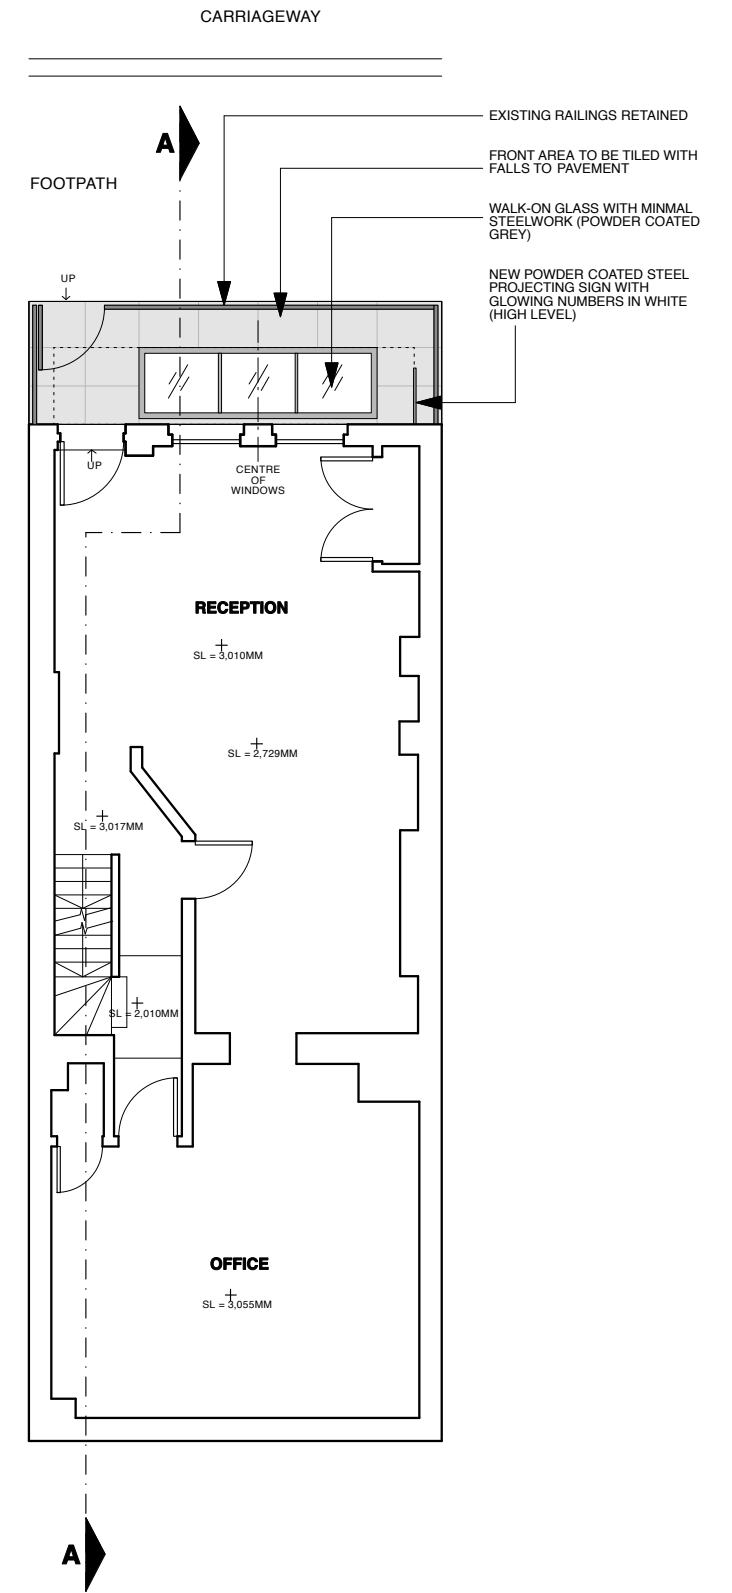 CARRIAGEWAY
A
EXISTING RAILINGS RETAINED
FRONT AREA TO BE TILED WITH
FALLS TO PAVEMENT
FOOTPATH
WALK-ON GLASS WITH MINMAL
STEELWORK (POWDER COATED
GREY)
NEW POWDER COATED STEEL
PROJECTING SIGN WITH
GLOWING NUMBERS IN WHITE
(HIGH LEVEL)
UP
UP
CENTRE
OF
WINDOWS
RECEPTION
SL = 3,010MM
SL = 2,729MM
SL = 3,017MM
SL = 2,010MM
OFFICE
SL = 3,055MM
A